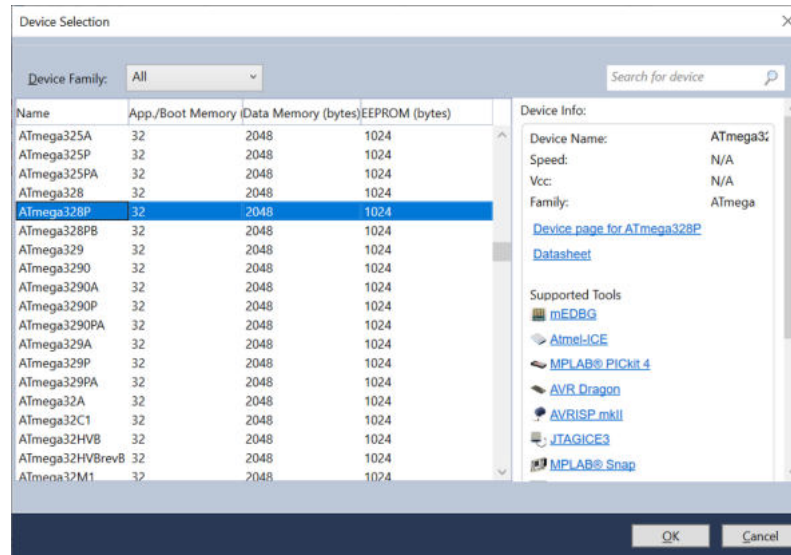 Device Selection
Device Family: All
Search for device
Name App./Boot Memory ( Data Memory (bytes) EEPROM (bytes)
ATmega325A 32 2048 1024
ATmega325P 32 2048 1024
ATmega325PA 32 2048 1024
ATmega328 32 2048 1024
ATmega328P 32 2048 1024
ATmega328PB 32 2048 1024
ATmega329 32 2048 1024
ATmega3290 32 2048 1024
ATmega3290A 32 2048 1024
ATmega3290P 32 2048 1024
ATmega3290PA 32 2048 1024
ATmega329A 32 2048 1024
ATmega329P 32 2048 1024
ATmega329PA 32 2048 1024
ATmega32A 32 2048 1024
ATmega32C1 32 2048 1024
ATmega32HVB 32 2048 1024
ATmega32HVBrevB 32 2048 1024
ATmega32M1 32 2048 1024
Device Info:
Device Name: ATmega32
Speed: N/A
Vcc: N/A
Family: ATmega
Device page for ATmega328P
Datasheet
Supported Tools
mEDBG
Atmel-ICE
MPLAB® PICkit 4
AVR Dragon
AVRISP mkII
JTAGICE3
MPLAB® Snap
OK Cancel